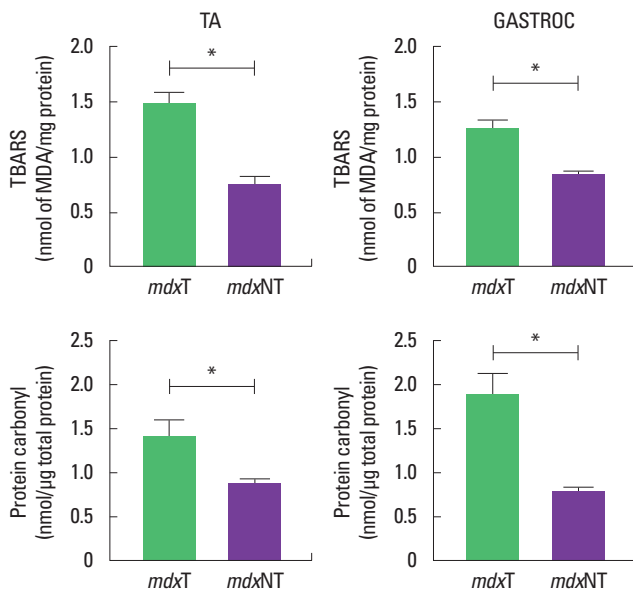 TA
TBARS
(nmol of MDA/mg protein)
2.0
1.5
1.0
0.5
0
*
mdxT mdxNT
GASTROC
TBARS
(nmol of MDA/mg protein)
2.0
1.5
1.0
0.5
0
*
mdxT mdxNT
Protein carbonyl
(nmol/µg total protein)
2.5
2.0
1.5
1.0
0.5
0
*
mdxT mdxNT
Protein carbonyl
(nmol/µg total protein)
2.5
2.0
1.5
1.0
0.5
0
*
mdxT mdxNT